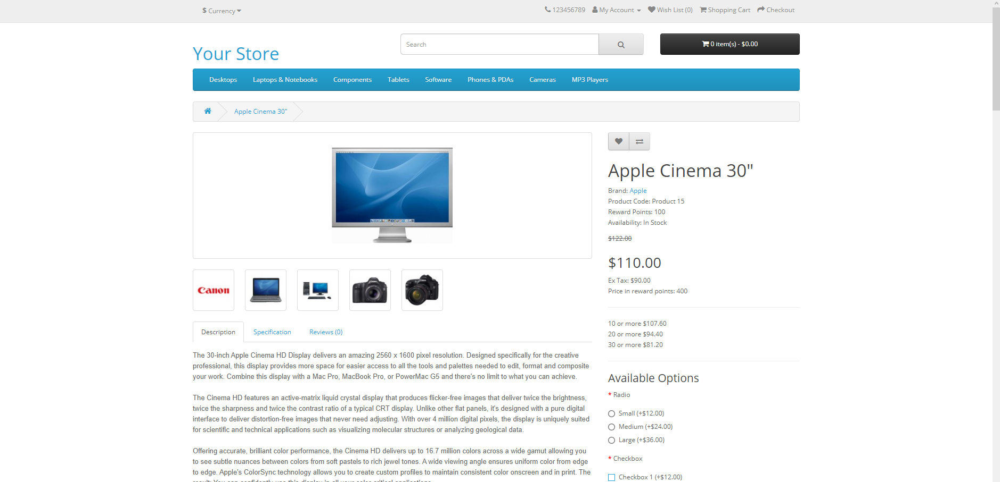 $ Currency
123456789 My Account Wish List (0) Shopping Cart Checkout
Your Store
Search
0 item(s) - $0.00
Desktops Laptops & Notebooks Components Tablets Software Phones & PDAs Cameras MP3 Players
Apple Cinema 30"
Canon
Description Specification Reviews (0)
The 30-inch Apple Cinema HD Display delivers an amazing 2560 x 1600 pixel resolution. Designed specifically for the creative
professional, this display provides more space for easier access to all the tools and palettes needed to edit, format and composite
your work. Combine this display with a Mac Pro, MacBook Pro, or PowerMac G5 and there's no limit to what you can achieve.
The Cinema HD features an active-matrix liquid crystal display that produces flicker-free images that deliver twice the brightness,
twice the sharpness and twice the contrast ratio of a typical CRT display. Unlike other flat panels, it's designed with a pure digital
interface to deliver distortion-free images that never need adjusting. With over 4 million digital pixels, the display is uniquely suited
for scientific and technical applications such as visualizing molecular structures or analyzing geological data.
Offering accurate, brilliant color performance, the Cinema HD delivers up to 16.7 million colors across a wide gamut allowing you
to see subtle nuances between colors from soft pastels to rich jewel tones. A wide viewing angle ensures uniform color from edge
to edge. Apple's ColorSync technology allows you to create custom profiles to maintain consistent color onscreen and in print. The
result: You can confidently use this display in all your color-critical applications.
Apple Cinema 30"
Brand: Apple
Product Code: Product 15
Reward Points: 100
Availability: In Stock
$122.00
$110.00
Ex Tax: $90.00
Price in reward points: 400
10 or more $107.60
20 or more $94.40
30 or more $81.20
Available Options
* Radio
Small (+$12.00)
Medium (+$24.00)
Large (+$36.00)
* Checkbox
Checkbox 1 (+$12.00)